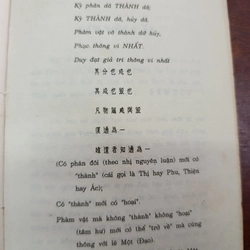 Kỳ phân dã THÀNH dã;
Kỳ THÀNH dã, hủy dã.
Phàm vật vô thành dữ hủy,
Phục thông vi NHẤT.
Duy đạt giả tri thông vi nhất
其分也成也
其成也毀也
凡物無成與毀
復通為一
唯達者知通為一
(Có phân đôi (theo nhị nguyên luận) mới có
"thành" (cái gọi là Thị hay Phu, Thiện
hay Ác);
Có "thành" mới có "hoại".
Phàm vật mà không "thành" không "hoại"
(tâm hư) mới có thể "trở về" mà cùng
thông với lẽ Một (Đạo).